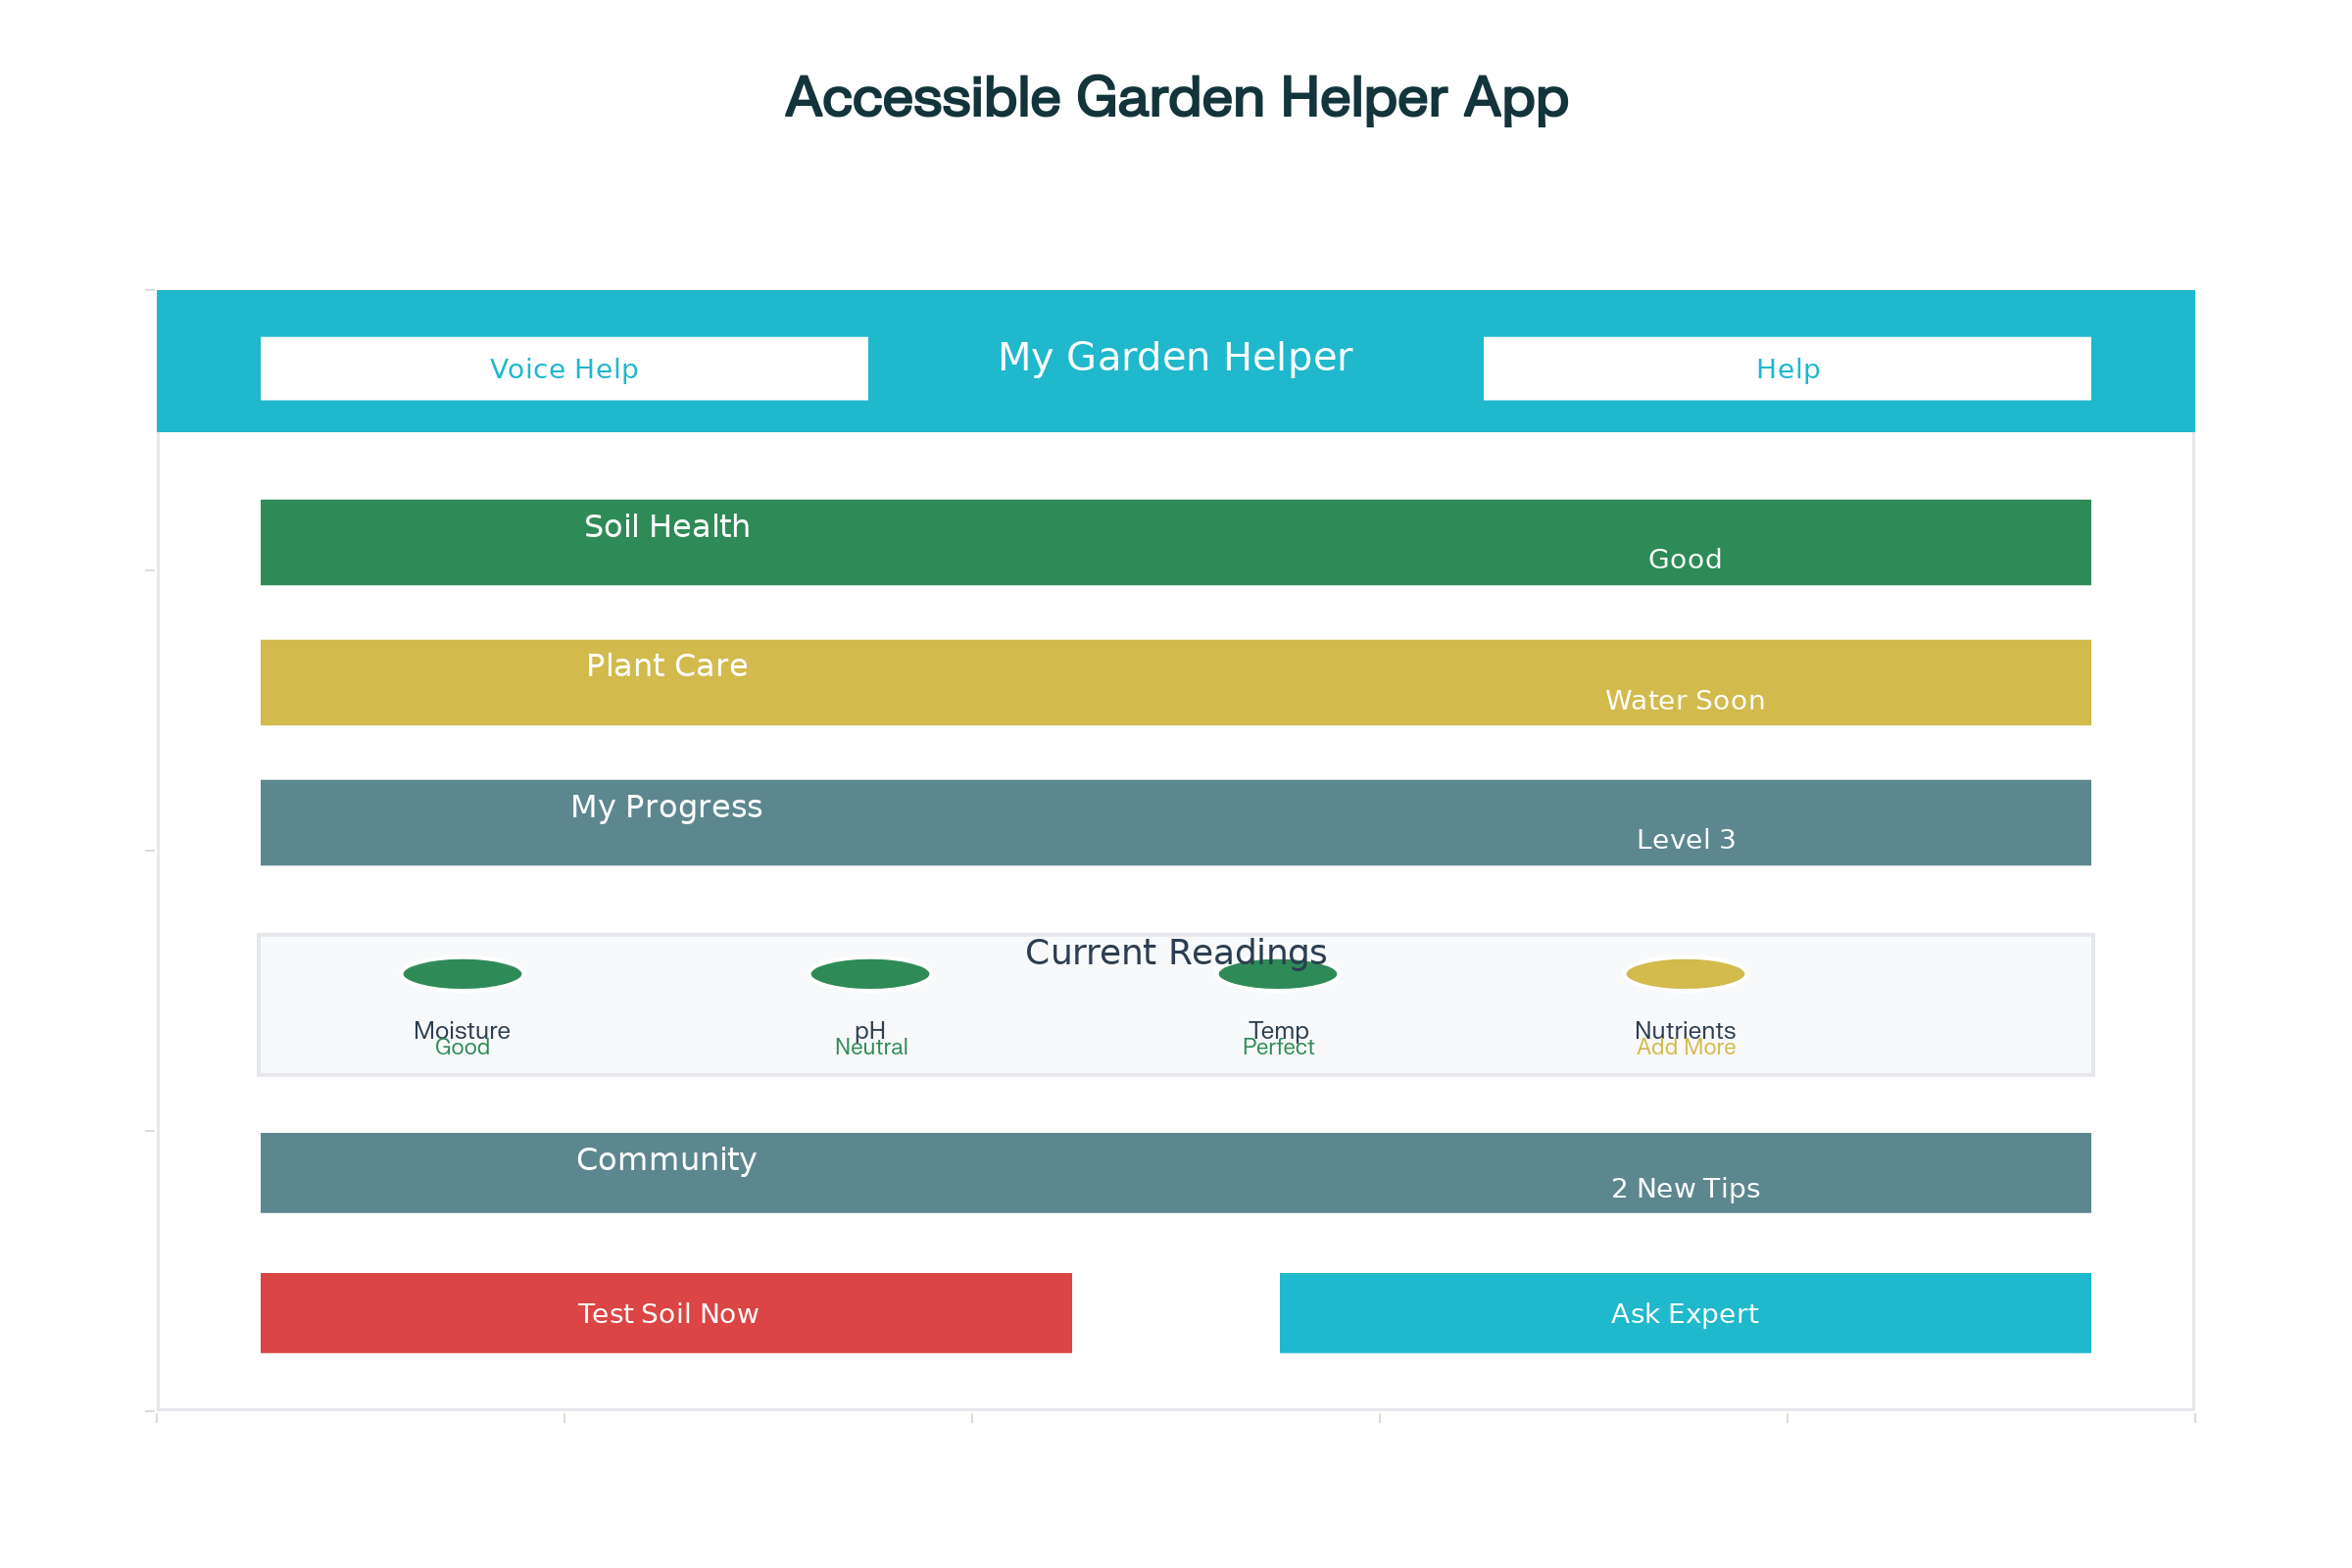 Accessible Garden Helper App
Voice Help
My Garden Helper
Help
Soil Health
Good
Plant Care
Water Soon
My Progress
Level 3
Current Readings
Moisture
Good
pH
Neutral
Temp
Perfect
Nutrients
Add More
Community
2 New Tips
Test Soil Now
Ask Expert